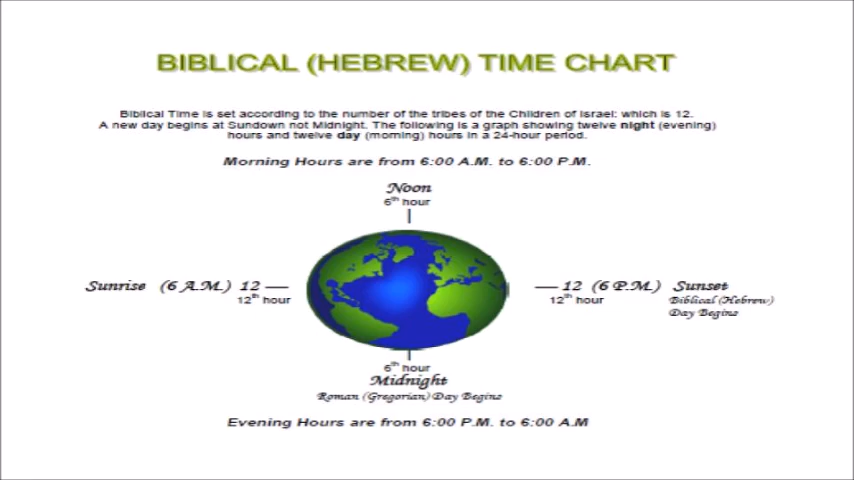 BIBLICAL (HEBREW) TIME CHART
Biblical Time is set according to the number of the tribes of the Children of Israel: which is 12.
A new day begins at Sundown not Midnight. The following is a graph showing twelve night (evening)
hours and twelve day (morning) hours in a 24-hour period.
Morning Hours are from 6:00 A.M. to 6:00 P.M.
Noon
6th hour
Sunrise (6 A.M.) 12
12th hour
12 (6 P.M.) Sunset
12th hour
Biblical (Hebrew)
Day Begins
6th hour
Midnight
Roman (Gregorian) Day Begins
Evening Hours are from 6:00 P.M. to 6:00 A.M